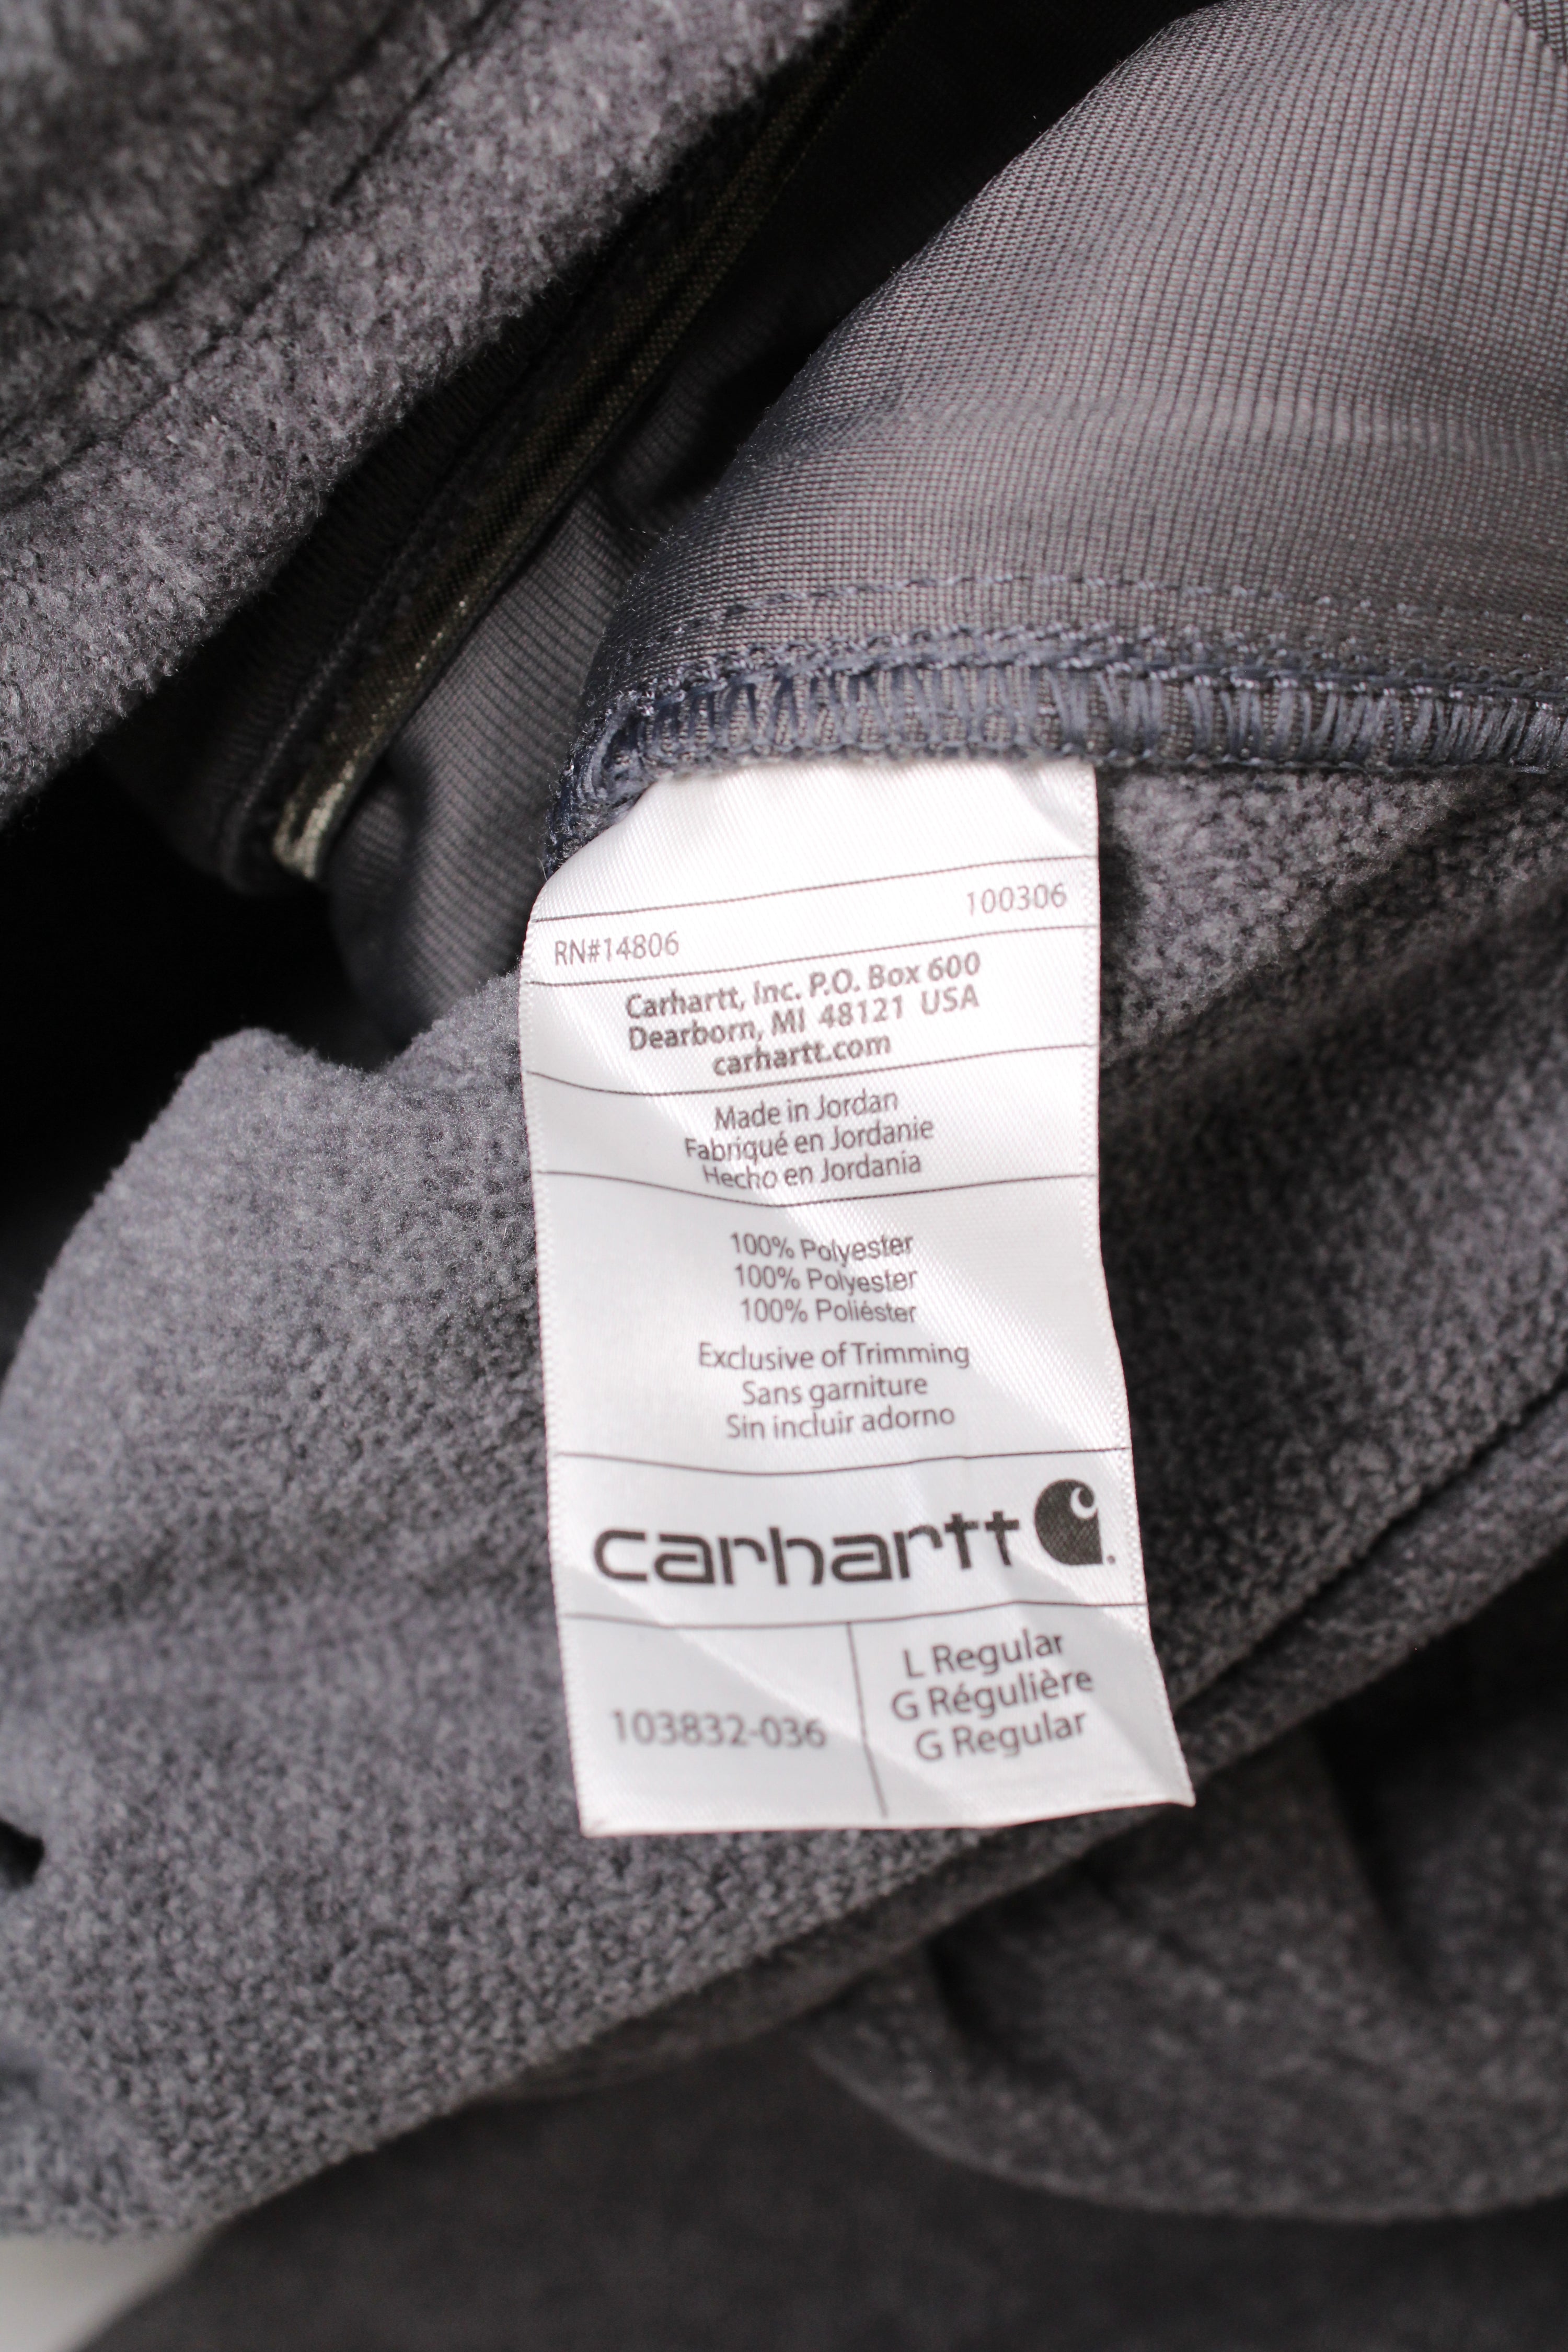 100306
RN#14806
Carhartt, Inc. P.O. Box 600
Dearborn, MI 48121 USA
carhartt.com
Made in Jordan
Fabriqué en Jordanie
Hecho en Jordania
100% Polyester
100% Polyester
100% Poliéster
Exclusive of Trimming
Sans garniture
Sin incluir adorno
carhartt
103832-036
L Regular
G Régulière
G Regular